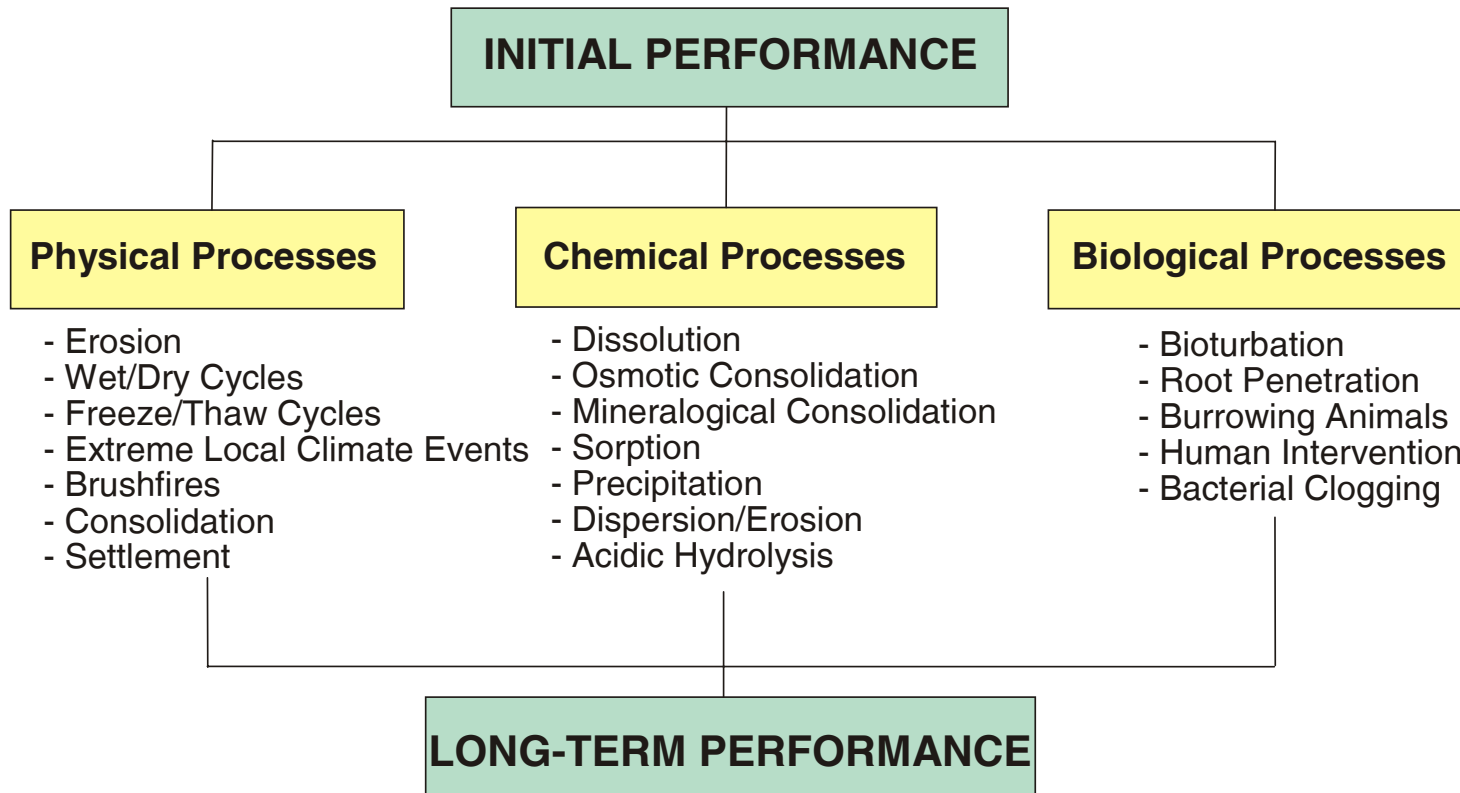 INITIAL PERFORMANCE
Physical Processes
- Erosion
- Wet/Dry Cycles
- Freeze/Thaw Cycles
- Extreme Local Climate Events
- Brushfires
- Consolidation
- Settlement
Chemical Processes
- Dissolution
- Osmotic Consolidation
- Mineralogical Consolidation
- Sorption
- Precipitation
- Dispersion/Erosion
- Acidic Hydrolysis
Biological Processes
- Bioturbation
- Root Penetration
- Burrowing Animals
- Human Intervention
- Bacterial Clogging
LONG-TERM PERFORMANCE